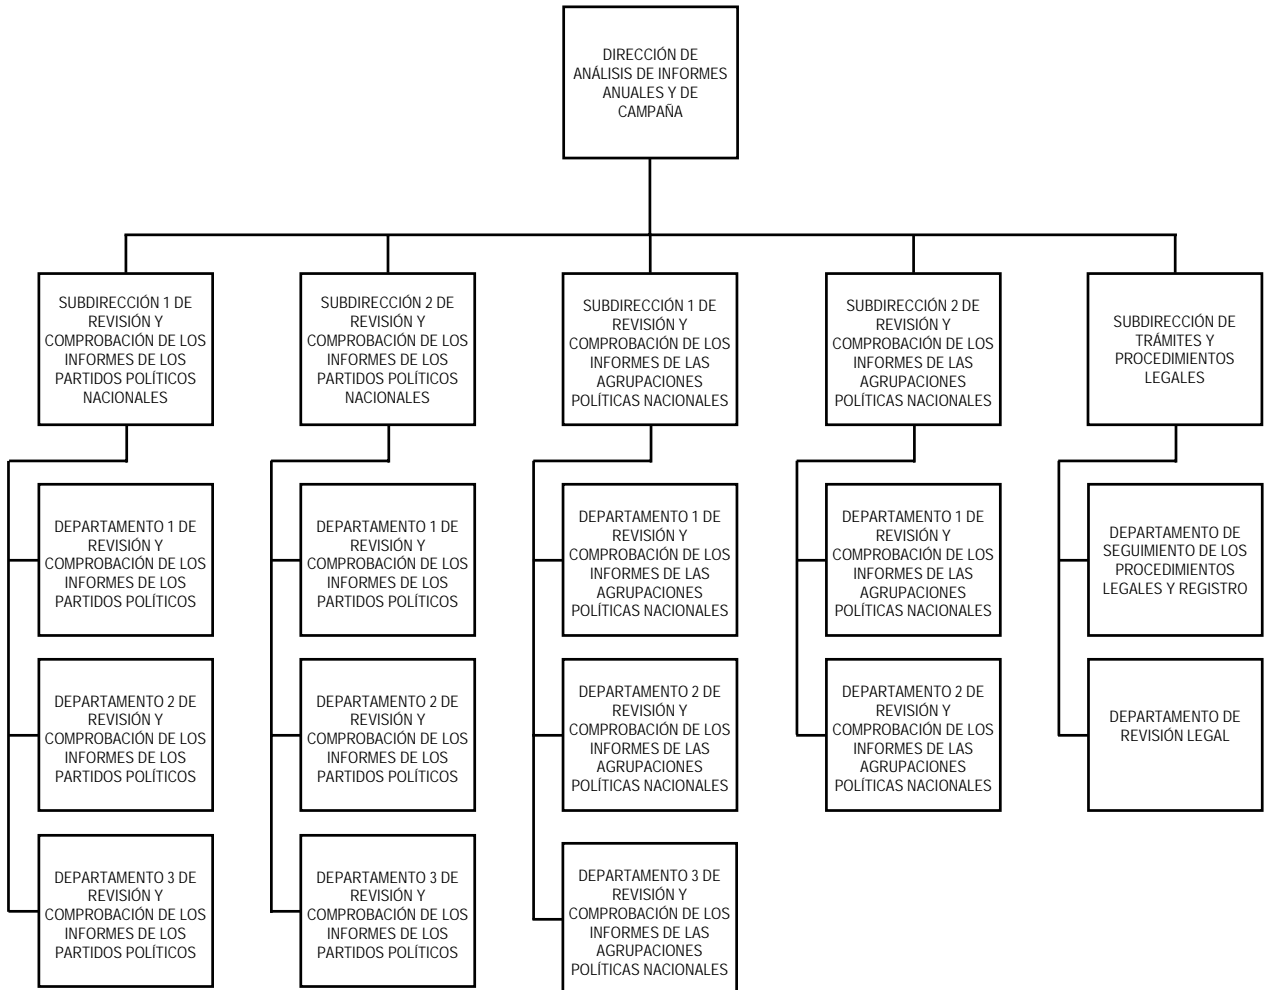 DIRECCIÓN DE
ANÁLISIS DE INFORMES
ANUALES Y DE
CAMPAÑA
SUBDIRECCIÓN 1 DE
REVISIÓN Y
COMPROBACIÓN DE LOS
INFORMES DE LOS
PARTIDOS POLÍTICOS
NACIONALES
SUBDIRECCIÓN 2 DE
REVISIÓN Y
COMPROBACIÓN DE LOS
INFORMES DE LOS
PARTIDOS POLÍTICOS
NACIONALES
SUBDIRECCIÓN 1 DE
REVISIÓN Y
COMPROBACIÓN DE LOS
INFORMES DE LAS
AGRUPACIONES
POLÍTICAS NACIONALES
SUBDIRECCIÓN 2 DE
REVISIÓN Y
COMPROBACIÓN DE LOS
INFORMES DE LAS
AGRUPACIONES
POLÍTICAS NACIONALES
SUBDIRECCIÓN DE
TRÁMITES Y
PROCEDIMIENTOS
LEGALES
DEPARTAMENTO 1 DE
REVISIÓN Y
COMPROBACIÓN DE LOS
INFORMES DE LOS
PARTIDOS POLÍTICOS
DEPARTAMENTO 1 DE
REVISIÓN Y
COMPROBACIÓN DE LOS
INFORMES DE LOS
PARTIDOS POLÍTICOS
DEPARTAMENTO 1 DE
REVISIÓN Y
COMPROBACIÓN DE LOS
INFORMES DE LAS
AGRUPACIONES
POLÍTICAS NACIONALES
DEPARTAMENTO 1 DE
REVISIÓN Y
COMPROBACIÓN DE LOS
INFORMES DE LAS
AGRUPACIONES
POLÍTICAS NACIONALES
DEPARTAMENTO DE
SEGUIMIENTO DE LOS
PROCEDIMIENTOS
LEGALES Y REGISTRO
DEPARTAMENTO 2 DE
REVISIÓN Y
COMPROBACIÓN DE LOS
INFORMES DE LOS
PARTIDOS POLÍTICOS
DEPARTAMENTO 2 DE
REVISIÓN Y
COMPROBACIÓN DE LOS
INFORMES DE LOS
PARTIDOS POLÍTICOS
DEPARTAMENTO 2 DE
REVISIÓN Y
COMPROBACIÓN DE LOS
INFORMES DE LAS
AGRUPACIONES
POLÍTICAS NACIONALES
DEPARTAMENTO 2 DE
REVISIÓN Y
COMPROBACIÓN DE LOS
INFORMES DE LAS
AGRUPACIONES
POLÍTICAS NACIONALES
DEPARTAMENTO DE
REVISIÓN LEGAL
DEPARTAMENTO 3 DE
REVISIÓN Y
COMPROBACIÓN DE LOS
INFORMES DE LOS
PARTIDOS POLÍTICOS
DEPARTAMENTO 3 DE
REVISIÓN Y
COMPROBACIÓN DE LOS
INFORMES DE LOS
PARTIDOS POLÍTICOS
DEPARTAMENTO 3 DE
REVISIÓN Y
COMPROBACIÓN DE LOS
INFORMES DE LAS
AGRUPACIONES
POLÍTICAS NACIONALES